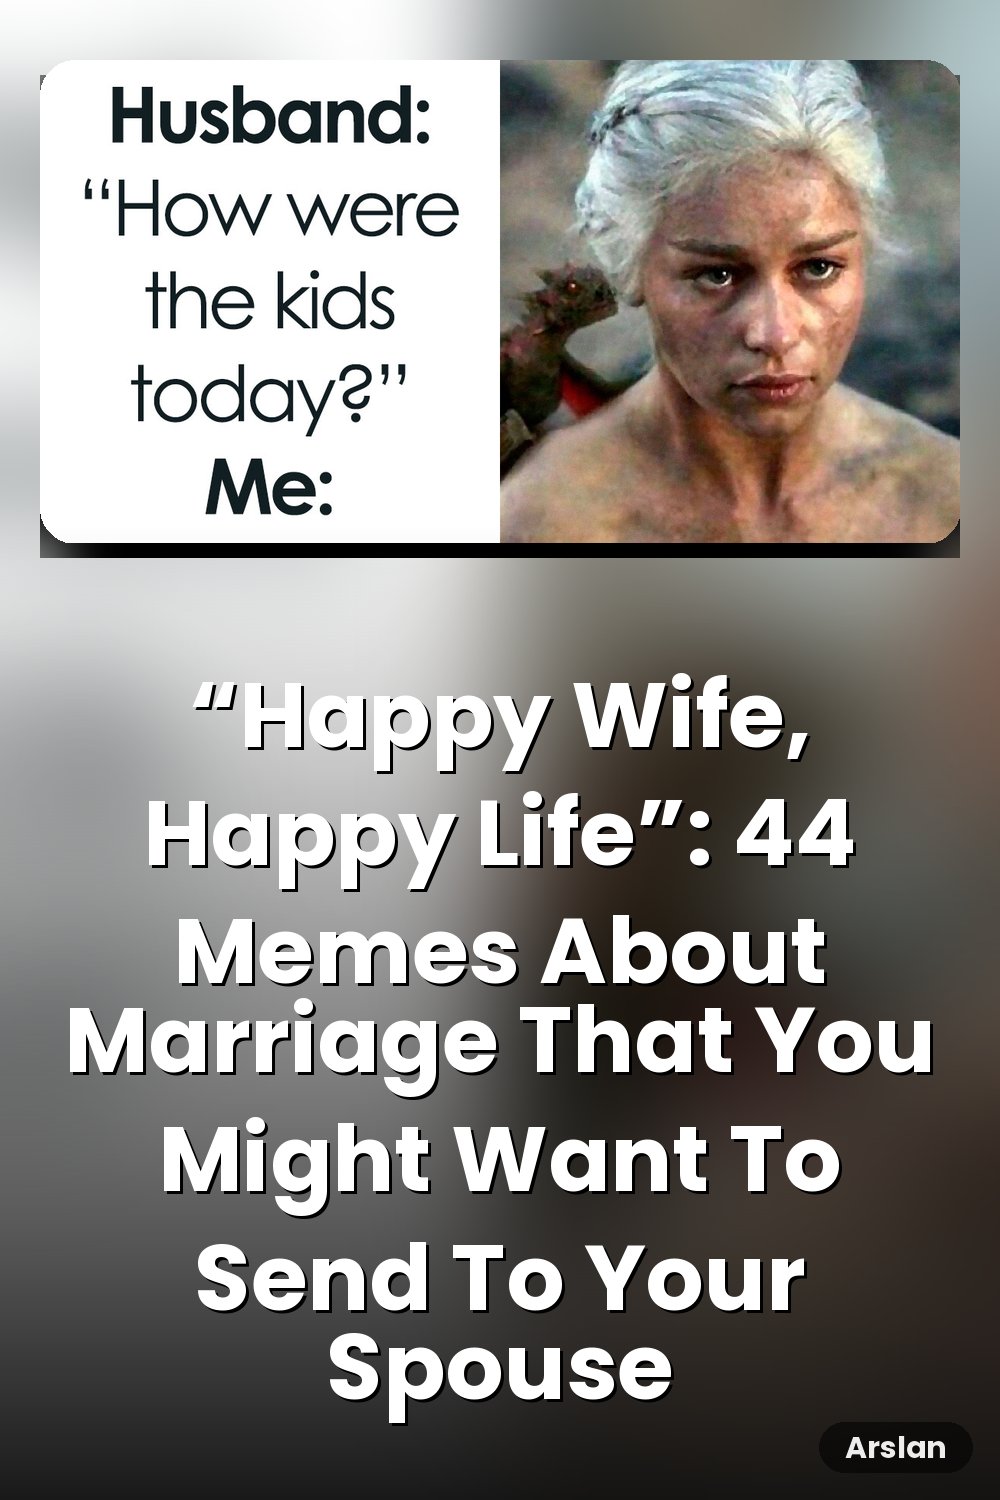 Husband:
“How were
the kids
today?”
Me:
“Happy Wife,
Happy Life”: 44
Memes About
Marriage That You
Might Want To
Send To Your
Spouse
Arslan